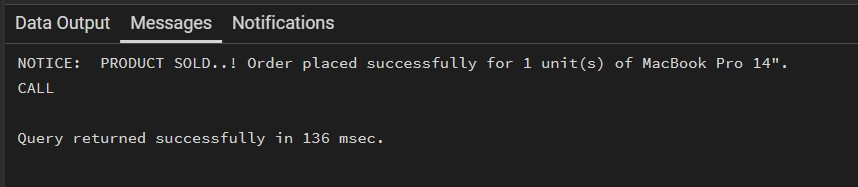 Data Output Messages Notifications
NOTICE:  PRODUCT SOLD..! Order placed successfully for 1 unit(s) of MacBook Pro 14".
CALL
Query returned successfully in 136 msec.